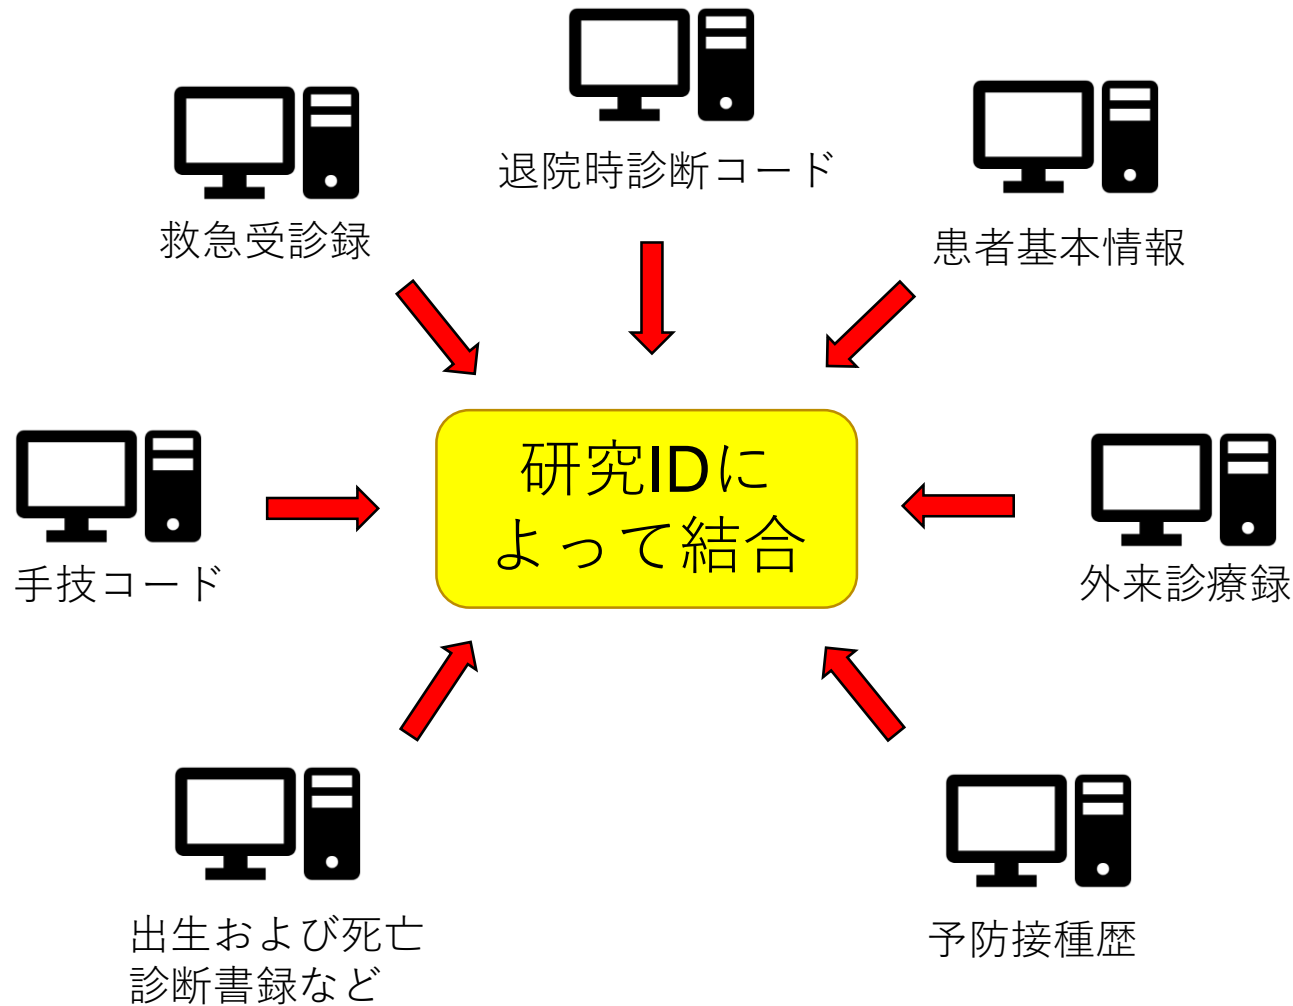 退院時診断コード
救急受診録
患者基本情報
研究IDに
よって結合
手技コード
外来診療録
出生および死亡
診断書録など
予防接種歴